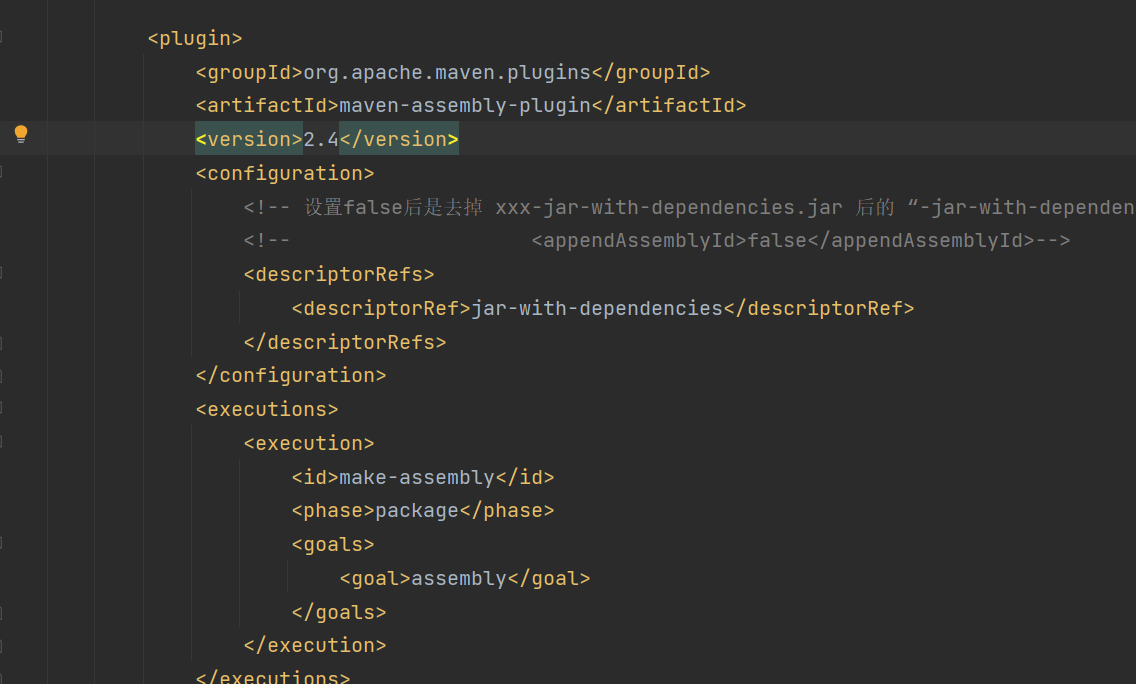 <plugin>
<groupId>org.apache.maven.plugins</groupId>
<artifactId>maven-assembly-plugin</artifactId>
<version>2.4</version>
<configuration>
<!-- 设置false后是去掉 xxx-jar-with-dependencies.jar 后的 “-jar-with-dependen
<!-- <appendAssemblyId>false</appendAssemblyId>-->
<descriptorRefs>
<descriptorRef>jar-with-dependencies</descriptorRef>
</descriptorRefs>
</configuration>
<executions>
<execution>
<id>make-assembly</id>
<phase>package</phase>
<goals>
<goal>assembly</goal>
</goals>
</execution>
</executions>